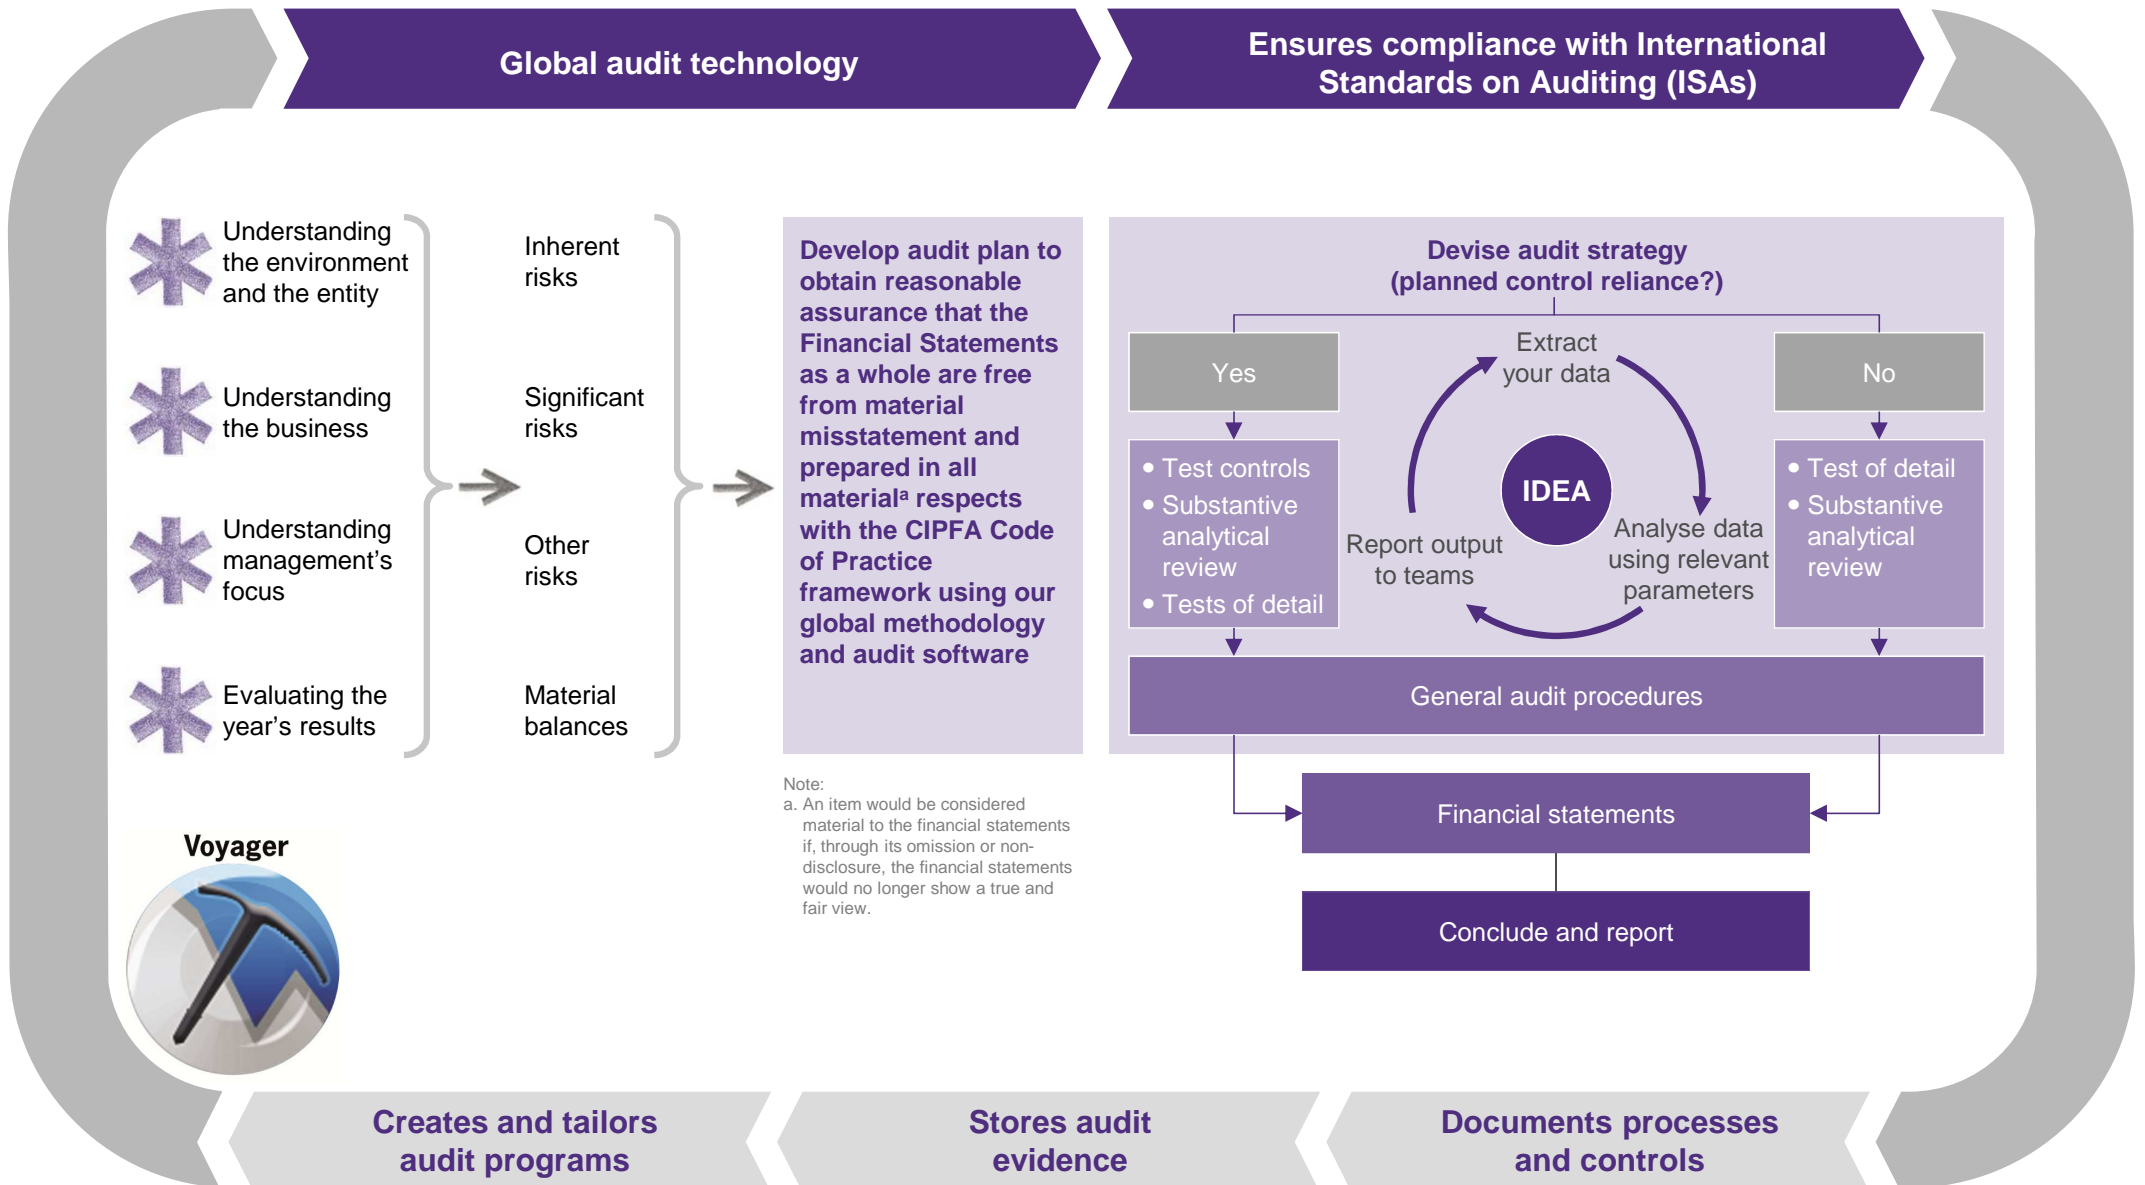 Global audit technology
Ensures compliance with International
Standards on Auditing (ISAs)
Understanding
the environment
and the entity
Understanding
the business
Understanding
management’s
focus
Evaluating the
year’s results
Inherent
risks
Significant
risks
Other
risks
Material
balances
Develop audit plan to
obtain reasonable
assurance that the
Financial Statements
as a whole are free
from material
misstatement and
prepared in all
materialᵃ respects
with the CIPFA Code
of Practice
framework using our
global methodology
and audit software
Note:
a. An item would be considered
material to the financial statements
if, through its omission or non-
disclosure, the financial statements
would no longer show a true and
fair view.
Devise audit strategy
(planned control reliance?)
Yes
• Test controls
• Substantive
analytical
review
• Tests of detail
Extract
your data
IDEA
Analyse data
using relevant
parameters
Report output
to teams
No
• Test of detail
• Substantive
analytical
review
General audit procedures
Financial statements
Conclude and report
Voyager
Creates and tailors
audit programs
Stores audit
evidence
Documents processes
and controls